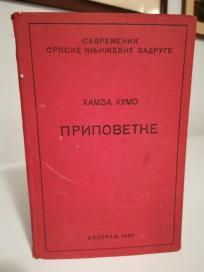 САВРЕМЕНИК
СРПСКЕ КЊИЖЕВНЕ ЗАДРУГЕ
ХАМЗА ХУМО
ПРИПОВЕТКЕ
БЕОГРАД